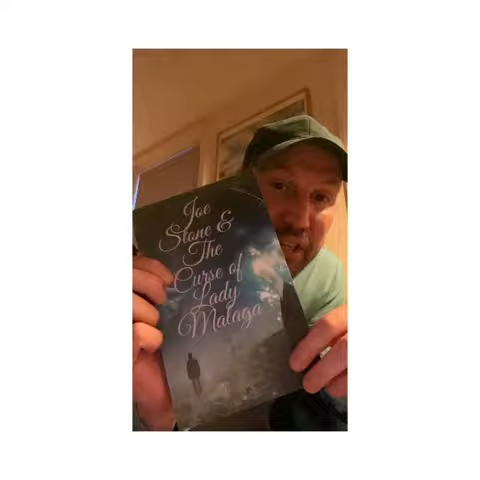 Joe
Stone &
The
Curse of
Lady
Malaga